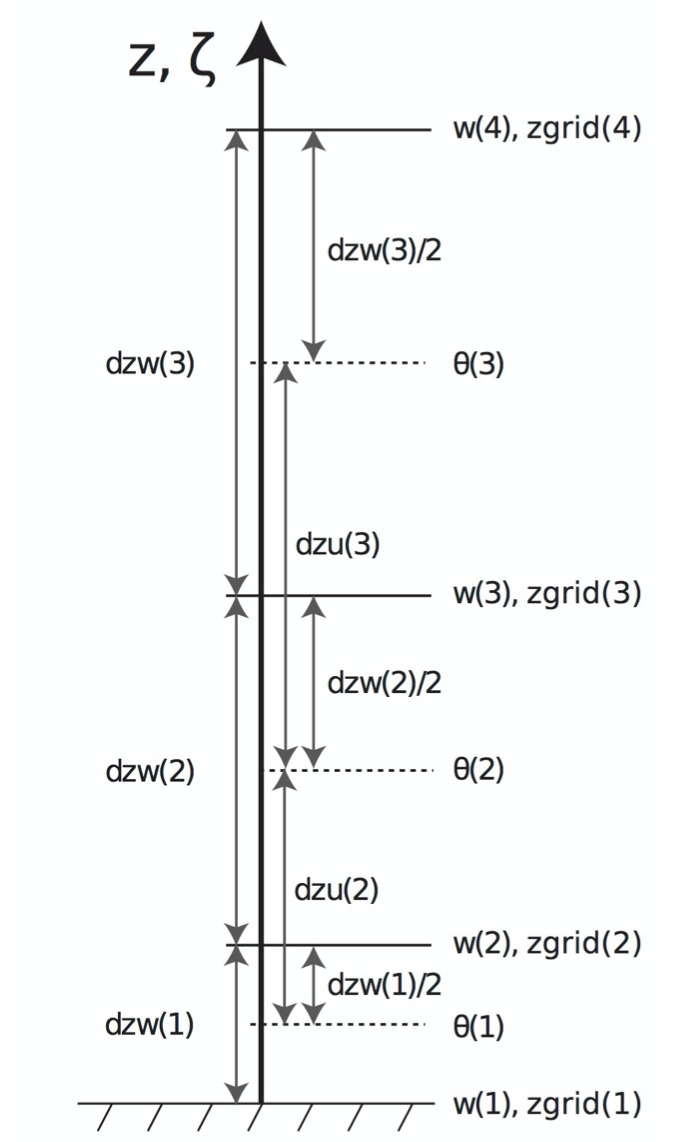 z, ζ
w(4), zgrid(4)
dzw(3)/2
dzw(3)
θ(3)
dzu(3)
w(3), zgrid(3)
dzw(2)/2
dzw(2)
θ(2)
dzu(2)
w(2), zgrid(2)
dzw(1)/2
dzw(1)
θ(1)
w(1), zgrid(1)